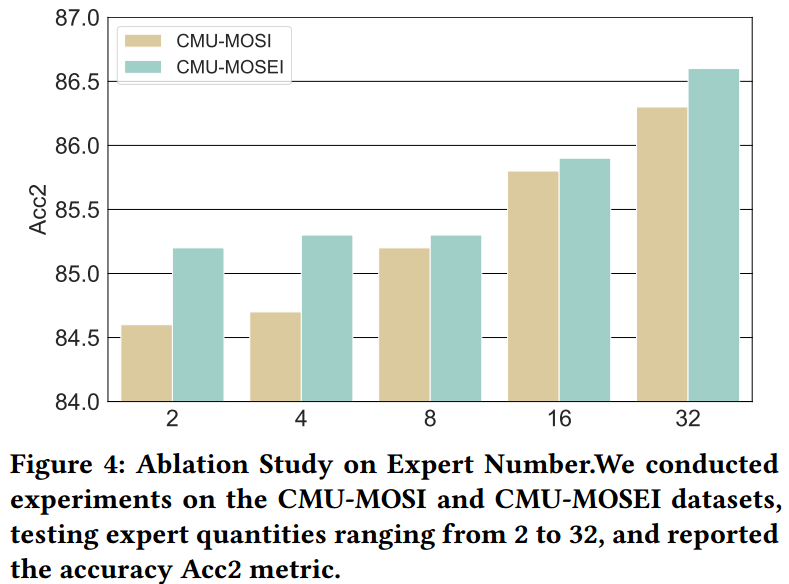 87.0
86.5
86.0
85.5
85.0
84.5
84.0
Acc2
CMU-MOSI
CMU-MOSEI
2 4 8 16 32
Figure 4: Ablation Study on Expert Number.We conducted
experiments on the CMU-MOSI and CMU-MOSEI datasets,
testing expert quantities ranging from 2 to 32, and reported
the accuracy Acc2 metric.